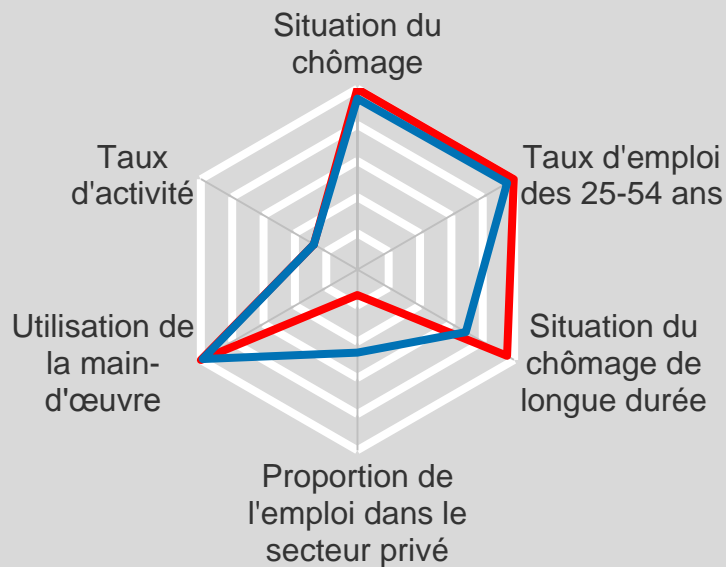 Situation du
chômage
Taux d'emploi
des 25-54 ans
Situation du
chômage de
longue durée
Proportion de
l'emploi dans le
secteur privé
Utilisation de
la main-
d'œuvre
Taux
d'activité